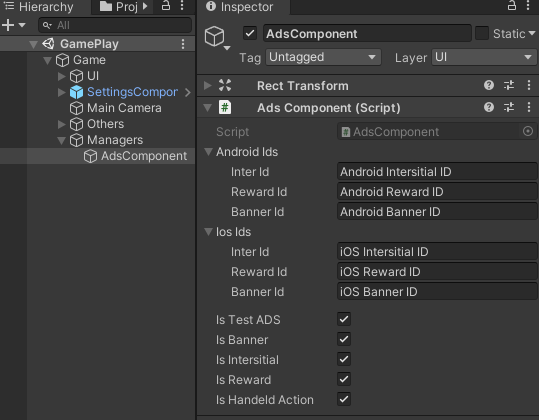 Hierarchy
Proj
All
GamePlay
Game
UI
SettingsCompor
Main Camera
Others
Managers
AdsComponent
Inspector
AdsComponent
Static
Tag Untagged Layer UI
Rect Transform
# Ads Component (Script)
Script # AdsComponent
Android Ids
Inter Id Android Intersitial ID
Reward Id Android Reward ID
Banner Id Android Banner ID
Ios Ids
Inter Id iOS Intersitial ID
Reward Id iOS Reward ID
Banner Id iOS Banner ID
Is Test ADS
Is Banner
Is Intersitial
Is Reward
Is Handeld Action